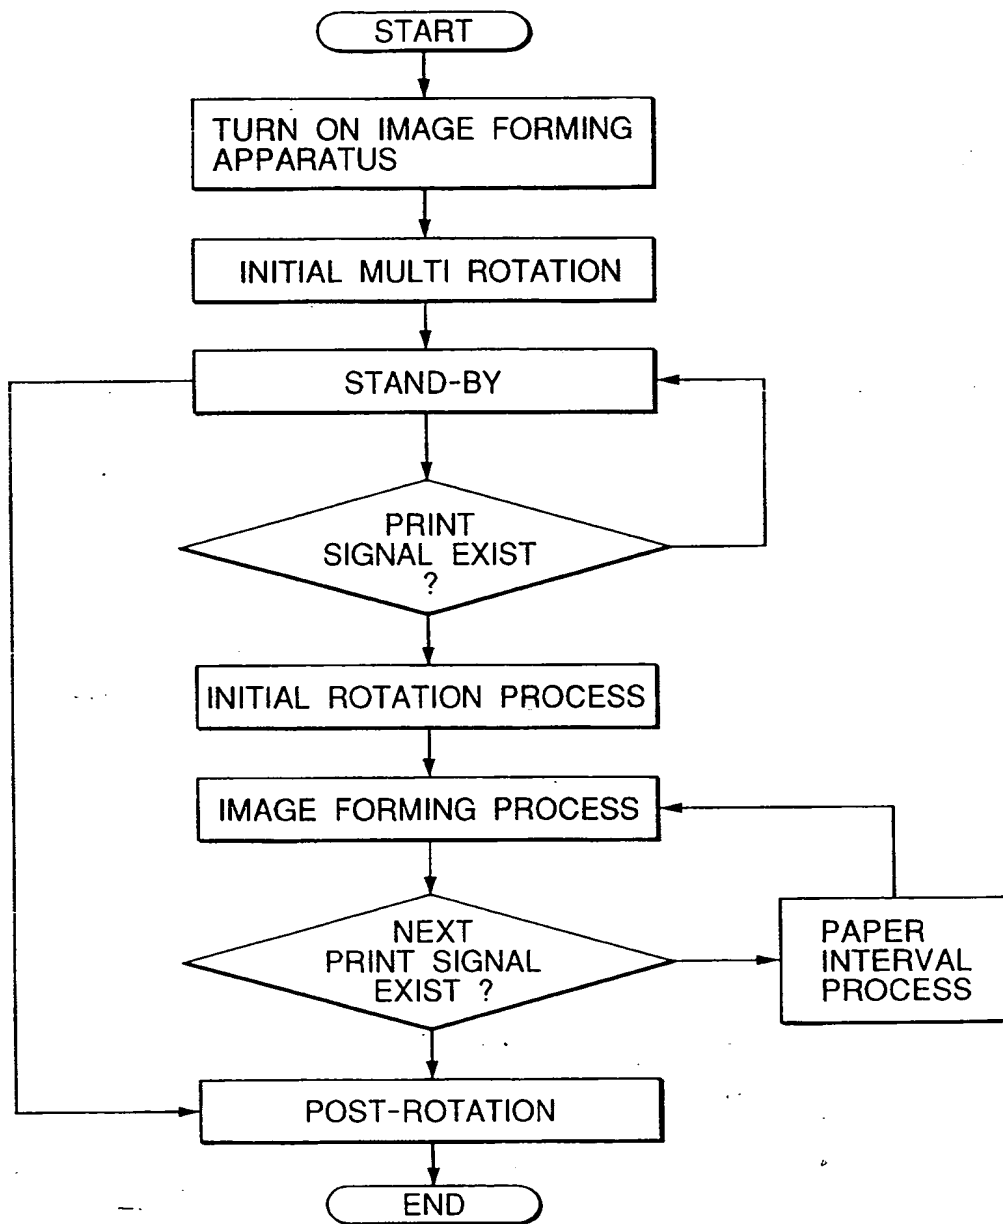 START
TURN ON IMAGE FORMING
APPARATUS
INITIAL MULTI ROTATION
STAND-BY
PRINT
SIGNAL EXIST
?
INITIAL ROTATION PROCESS
IMAGE FORMING PROCESS
NEXT
PRINT SIGNAL
EXIST ?
PAPER
INTERVAL
PROCESS
POST-ROTATION
END